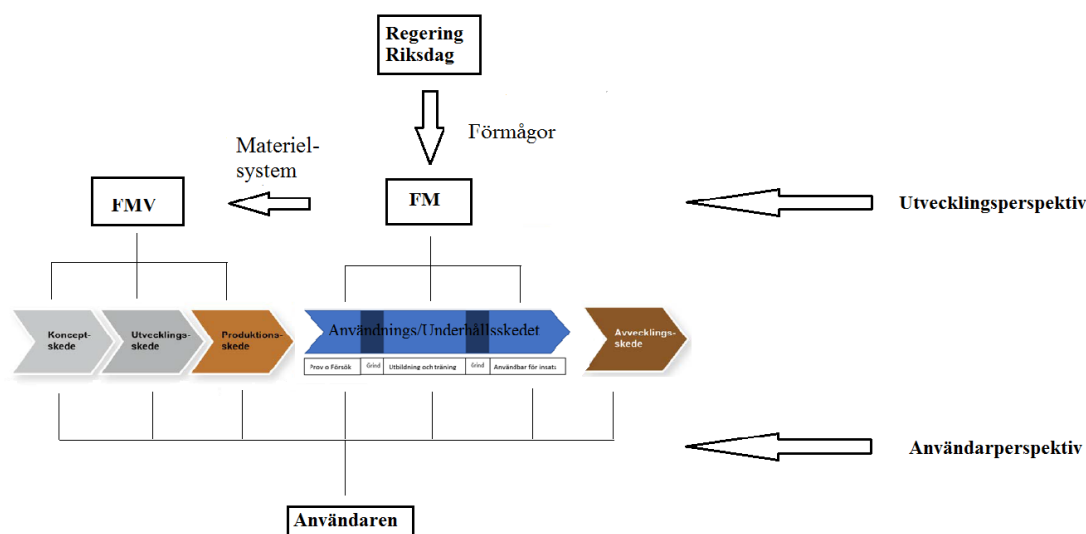 Regering
Riksdag
Förmågor
Materiel-
system
FMV
FM
Utvecklingsperspektiv
Koncept-
skede
Utvecklings-
skede
Produktions-
skede
Användnings/Underhållsskedet
Avvecklings-
skede
Prov o Försök
Grind
Utbildning och träning
Grind
Användbar för insats
Användarperspektiv
Användaren